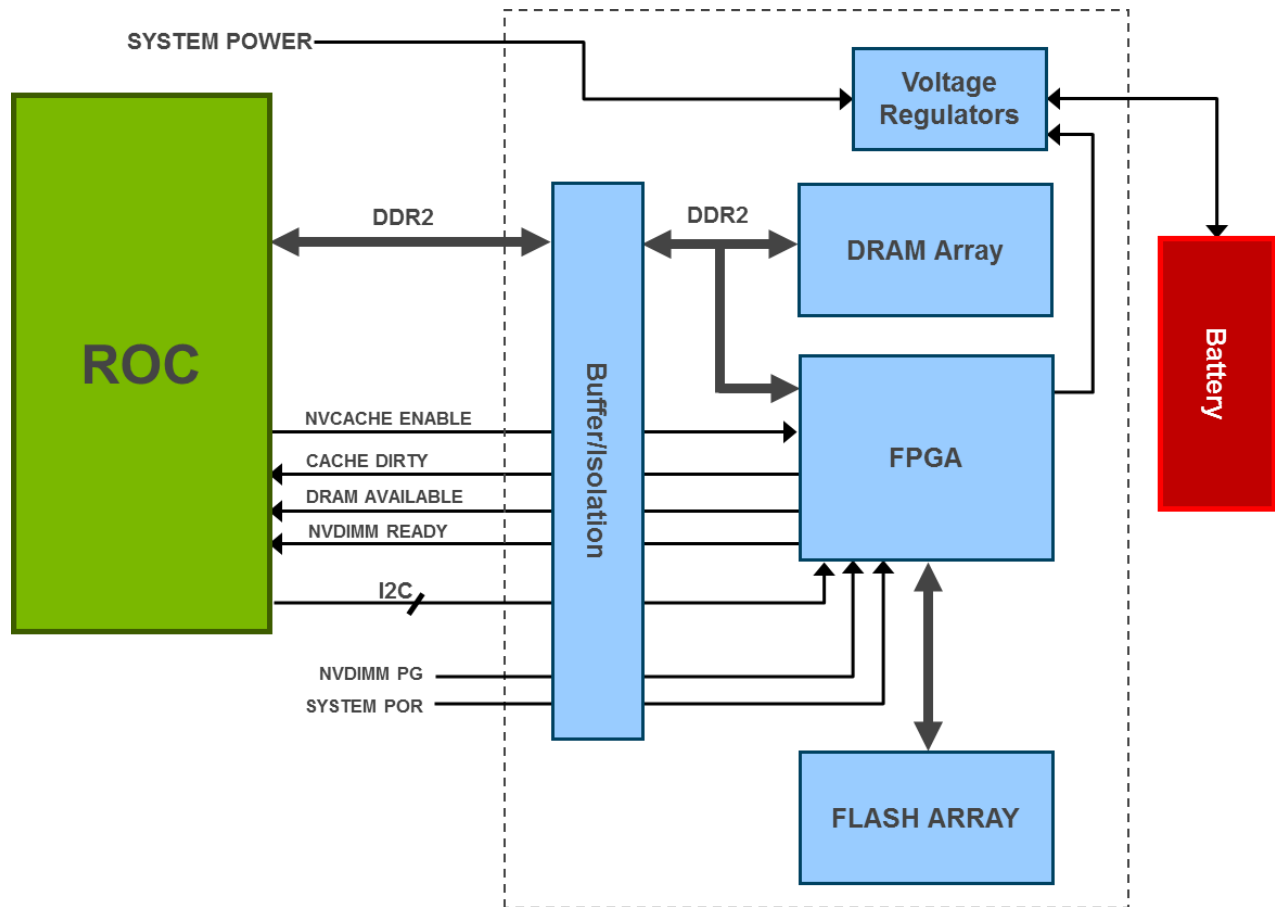 SYSTEM POWER
Voltage
Regulators
DDR2
DDR2
DRAM Array
ROC
Buffer/Isolation
Battery
NVCACHE ENABLE
CACHE DIRTY
FPGA
DRAM AVAILABLE
NVDIMM READY
I2C
NVDIMM PG
SYSTEM POR
FLASH ARRAY